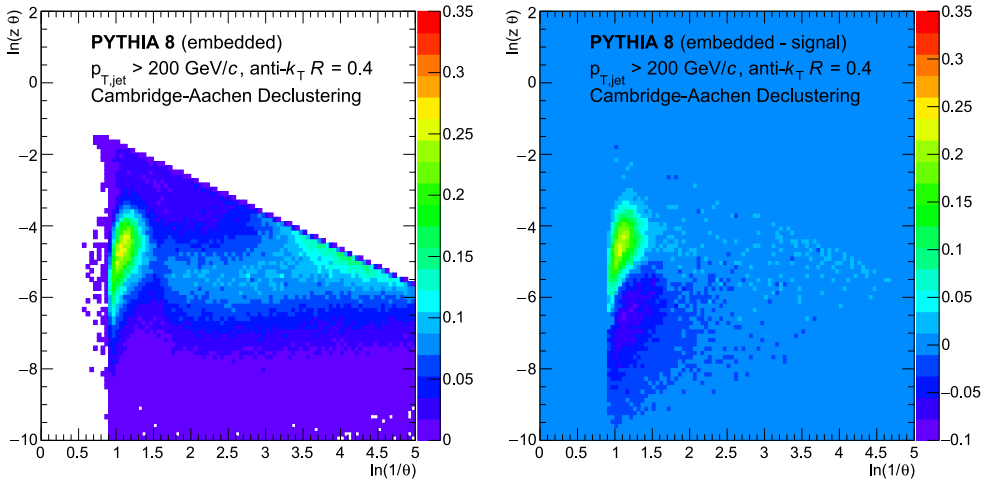 ln(z θ)
PYTHIA 8 (embedded)
p_T,jet > 200 GeV/c, anti-k_T R = 0.4
Cambridge-Aachen Declustering
2
0
−2
−4
−6
−8
−10
0 0.5 1 1.5 2 2.5 3 3.5 4 4.5 5
ln(1/θ)
0.35
0.3
0.25
0.2
0.15
0.1
0.05
0
ln(z θ)
PYTHIA 8 (embedded - signal)
p_T,jet > 200 GeV/c, anti-k_T R = 0.4
Cambridge-Aachen Declustering
2
0
−2
−4
−6
−8
−10
0 0.5 1 1.5 2 2.5 3 3.5 4 4.5 5
ln(1/θ)
0.35
0.3
0.25
0.2
0.15
0.1
0.05
0
−0.05
−0.1